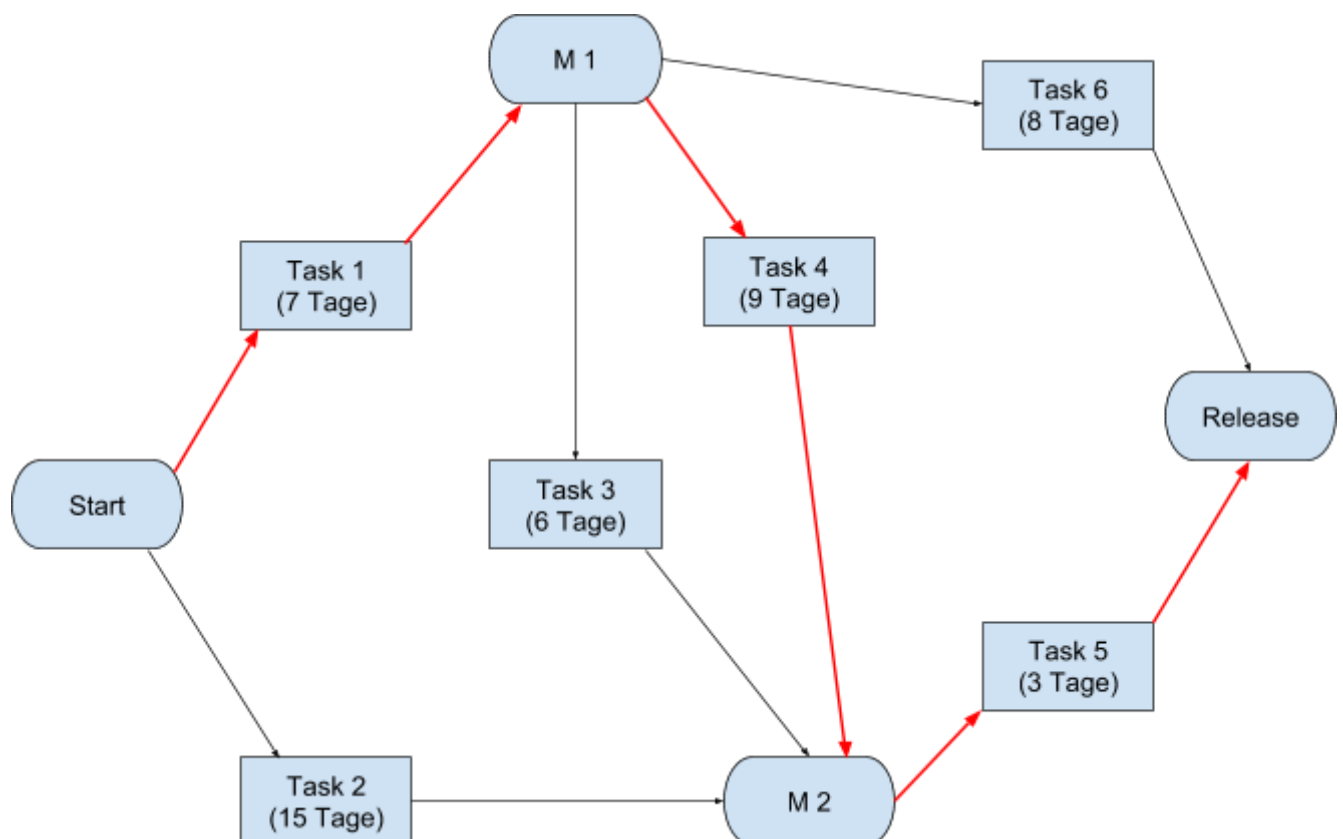 M 1
Task 6
(8 Tage)
Task 1
(7 Tage)
Task 4
(9 Tage)
Release
Start
Task 3
(6 Tage)
Task 5
(3 Tage)
Task 2
(15 Tage)
M 2